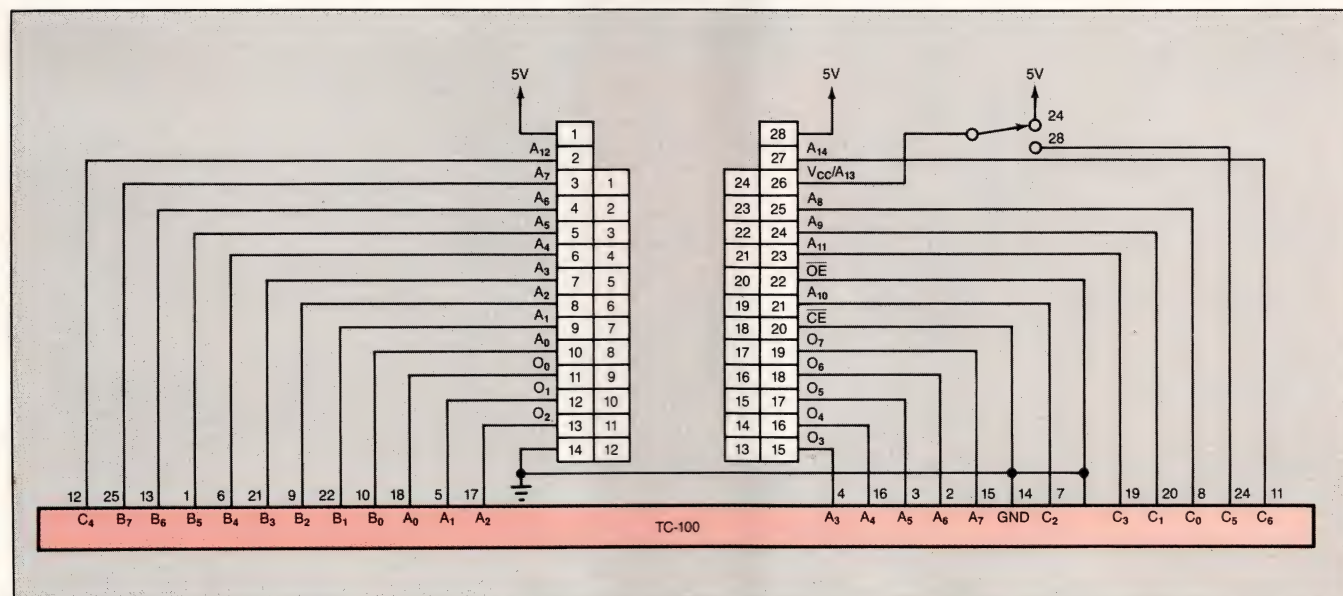 5V 5V 5V
24
1 28
28
A₁₂ 2 27 A₁₄
A₇ 3 1 24 26 V_CC/A₁₃
A₆ 4 2 23 25 A₈
A₅ 5 3 22 24 A₉
A₄ 6 4 21 23 A₁₁
A₃ 7 5 20 22 O̅E̅
A₂ 8 6 19 21 A₁₀
A₁ 9 7 18 20 C̅E̅
A₀ 10 8 17 19 O₇
O₀ 11 9 16 18 O₆
O₁ 12 10 15 17 O₅
O₂ 13 11 14 16 O₄
14 12 13 15 O₃
12 25 13 1 6 21 9 22 10 18 5 17 4 16 3 2 15 14 7 19 20 8 24 11
C₄ B₇ B₆ B₅ B₄ B₃ B₂ B₁ B₀ A₀ A₁ A₂ A₃ A₄ A₅ A₆ A₇ GND C₂ C₃ C₁ C₀ C₅ C₆
TC-100